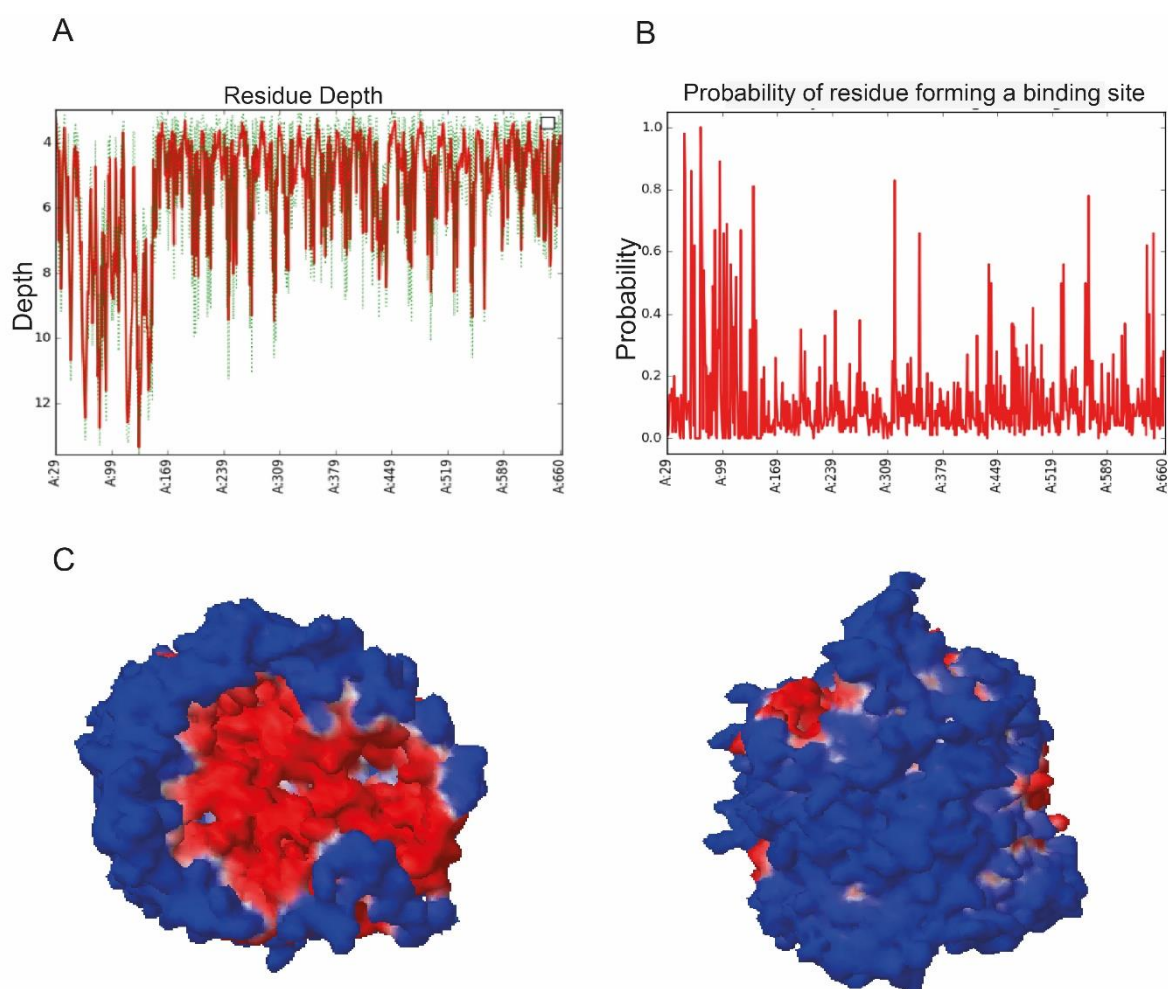 A
B
Residue Depth
Probability of residue forming a binding site
Depth
4
6
8
10
12
A:29
A:99
A:169
A:239
A:309
A:379
A:449
A:519
A:589
A:660
Probability
1.0
0.8
0.6
0.4
0.2
0.0
A:29
A:99
A:169
A:239
A:309
A:379
A:449
A:519
A:589
A:660
C